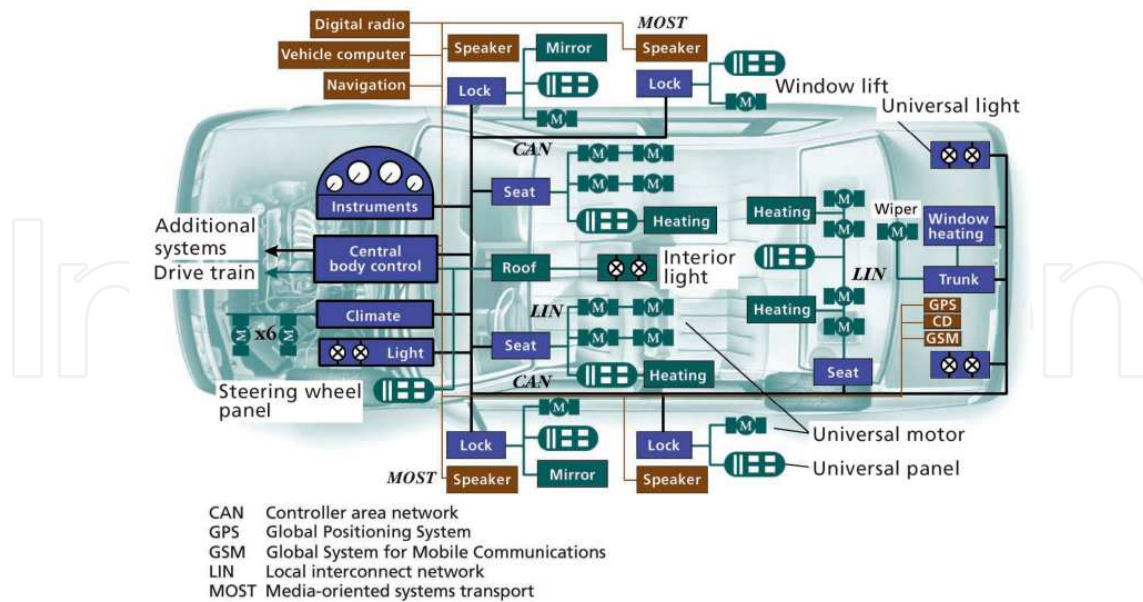 Digital radio
MOST
Speaker
Mirror
Speaker
Vehicle computer
Navigation
Lock
Lock
Window lift
M
M
Universal light
CAN
M
M
Seat
M
M
Instruments
Heating
Heating
M
Wiper
M
Window
heating
M
Additional
systems
Central
body control
Drive train
Roof
Interior
light
LIN
Trunk
Climate
LIN
M
M
Heating
M
GPS
CD
GSM
M
x6
M
Light
Seat
M
M
M
Heating
Seat
Steering wheel
panel
CAN
M
Lock
Lock
M
Universal motor
MOST
Speaker
Mirror
Speaker
Universal panel
CAN Controller area network
GPS Global Positioning System
GSM Global System for Mobile Communications
LIN Local interconnect network
MOST Media-oriented systems transport